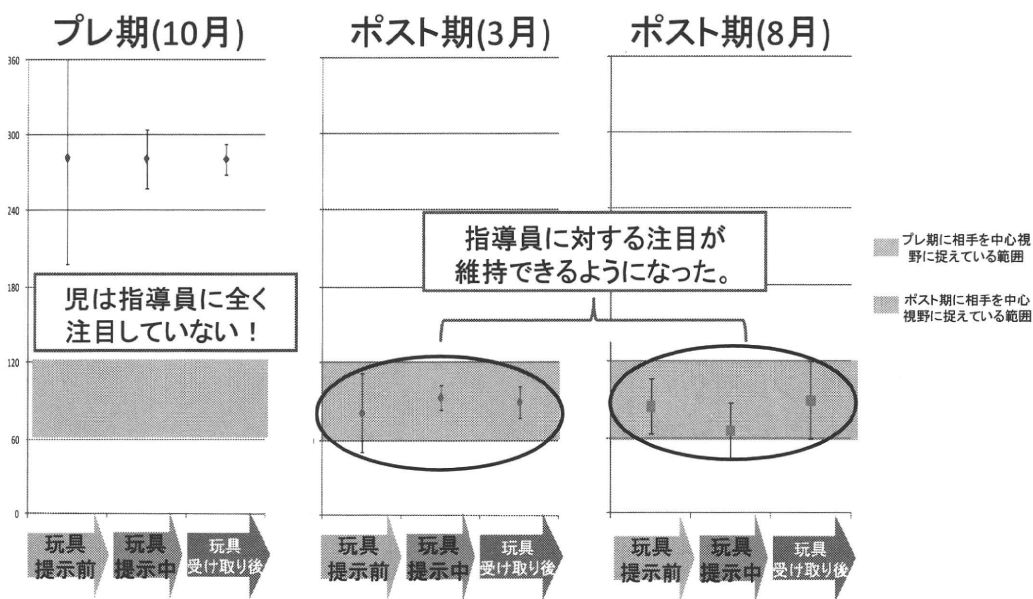 プレ期(10月)
ポスト期(3月)
ポスト期(8月)
360
300
240
180
120
60
0
児は指導員に全く
注目していない！
指導員に対する注目が
維持できるようになった。
プレ期に相手を中心視
野に捉えている範囲
ポスト期に相手を中心
視野に捉えている範囲
玩具
提示前
玩具
提示中
玩具
受け取り後
玩具
提示前
玩具
提示中
玩具
受け取り後
玩具
提示前
玩具
提示中
玩具
受け取り後